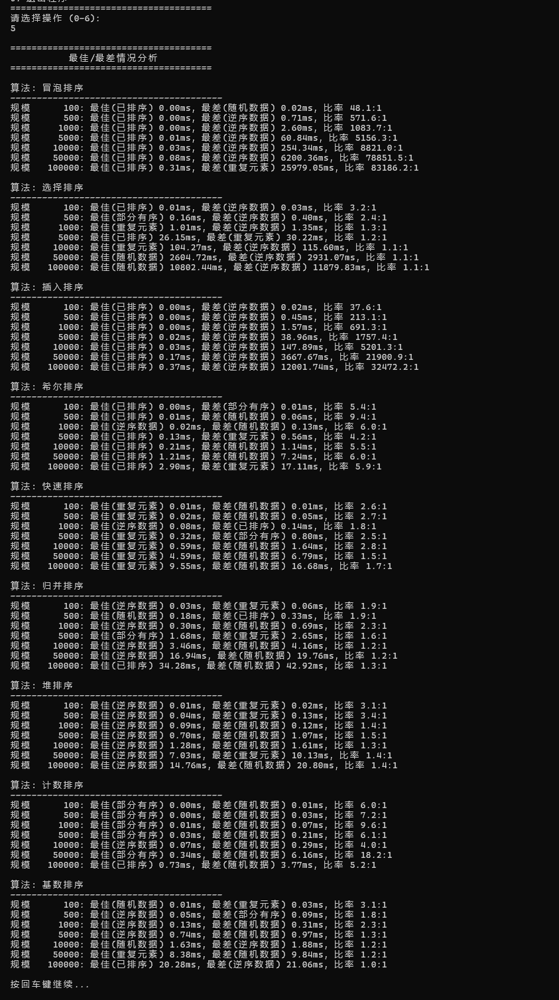 =====================================
请选择操作 (0-6):
5
=====================================
最佳/最差情况分析
=====================================
算法: 冒泡排序
----------------------------------------
规模 100: 最佳(已排序) 0.00ms, 最差(随机数据) 0.02ms, 比率 48.1:1
规模 500: 最佳(已排序) 0.00ms, 最差(逆序数据) 0.71ms, 比率 571.6:1
规模 1000: 最佳(已排序) 0.00ms, 最差(逆序数据) 2.60ms, 比率 1083.7:1
规模 5000: 最佳(已排序) 0.01ms, 最差(逆序数据) 60.84ms, 比率 5156.3:1
规模 10000: 最佳(已排序) 0.03ms, 最差(逆序数据) 254.34ms, 比率 8821.0:1
规模 50000: 最佳(已排序) 0.08ms, 最差(逆序数据) 6200.36ms, 比率 78851.5:1
规模 100000: 最佳(已排序) 0.31ms, 最差(重复元素) 25979.05ms, 比率 83186.2:1
算法: 选择排序
----------------------------------------
规模 100: 最佳(已排序) 0.01ms, 最差(逆序数据) 0.03ms, 比率 3.2:1
规模 500: 最佳(部分有序) 0.16ms, 最差(逆序数据) 0.40ms, 比率 2.4:1
规模 1000: 最佳(重复元素) 1.01ms, 最差(逆序数据) 1.35ms, 比率 1.3:1
规模 5000: 最佳(已排序) 26.15ms, 最差(重复元素) 30.22ms, 比率 1.2:1
规模 10000: 最佳(重复元素) 104.27ms, 最差(逆序数据) 115.60ms, 比率 1.1:1
规模 50000: 最佳(随机数据) 2604.72ms, 最差(逆序数据) 2931.07ms, 比率 1.1:1
规模 100000: 最佳(随机数据) 10802.44ms, 最差(逆序数据) 11879.83ms, 比率 1.1:1
算法: 插入排序
----------------------------------------
规模 100: 最佳(已排序) 0.00ms, 最差(逆序数据) 0.02ms, 比率 37.6:1
规模 500: 最佳(已排序) 0.00ms, 最差(逆序数据) 0.45ms, 比率 213.1:1
规模 1000: 最佳(已排序) 0.00ms, 最差(逆序数据) 1.57ms, 比率 691.3:1
规模 5000: 最佳(已排序) 0.02ms, 最差(逆序数据) 38.96ms, 比率 1757.4:1
规模 10000: 最佳(已排序) 0.03ms, 最差(逆序数据) 147.89ms, 比率 5201.3:1
规模 50000: 最佳(已排序) 0.17ms, 最差(逆序数据) 3667.67ms, 比率 21900.9:1
规模 100000: 最佳(已排序) 0.37ms, 最差(逆序数据) 12001.74ms, 比率 32472.2:1
算法: 希尔排序
----------------------------------------
规模 100: 最佳(已排序) 0.00ms, 最差(部分有序) 0.01ms, 比率 5.4:1
规模 500: 最佳(已排序) 0.01ms, 最差(随机数据) 0.06ms, 比率 9.4:1
规模 1000: 最佳(逆序数据) 0.02ms, 最差(随机数据) 0.13ms, 比率 6.0:1
规模 5000: 最佳(已排序) 0.13ms, 最差(重复元素) 0.56ms, 比率 4.2:1
规模 10000: 最佳(已排序) 0.21ms, 最差(随机数据) 1.14ms, 比率 5.5:1
规模 50000: 最佳(已排序) 1.21ms, 最差(随机数据) 7.24ms, 比率 6.0:1
规模 100000: 最佳(已排序) 2.90ms, 最差(重复元素) 17.11ms, 比率 5.9:1
算法: 快速排序
----------------------------------------
规模 100: 最佳(重复元素) 0.01ms, 最差(随机数据) 0.01ms, 比率 2.6:1
规模 500: 最佳(重复元素) 0.02ms, 最差(随机数据) 0.05ms, 比率 2.7:1
规模 1000: 最佳(逆序数据) 0.08ms, 最差(已排序) 0.14ms, 比率 1.8:1
规模 5000: 最佳(重复元素) 0.32ms, 最差(部分有序) 0.80ms, 比率 2.5:1
规模 10000: 最佳(重复元素) 0.59ms, 最差(随机数据) 1.64ms, 比率 2.8:1
规模 50000: 最佳(重复元素) 4.59ms, 最差(随机数据) 6.79ms, 比率 1.5:1
规模 100000: 最佳(重复元素) 9.55ms, 最差(随机数据) 16.68ms, 比率 1.7:1
算法: 归并排序
----------------------------------------
规模 100: 最佳(逆序数据) 0.03ms, 最差(重复元素) 0.06ms, 比率 1.9:1
规模 500: 最佳(随机数据) 0.18ms, 最差(已排序) 0.33ms, 比率 1.9:1
规模 1000: 最佳(逆序数据) 0.30ms, 最差(随机数据) 0.69ms, 比率 2.3:1
规模 5000: 最佳(部分有序) 1.68ms, 最差(重复元素) 2.65ms, 比率 1.6:1
规模 10000: 最佳(逆序数据) 3.46ms, 最差(随机数据) 4.16ms, 比率 1.2:1
规模 50000: 最佳(逆序数据) 16.94ms, 最差(随机数据) 19.76ms, 比率 1.2:1
规模 100000: 最佳(已排序) 34.28ms, 最差(随机数据) 42.92ms, 比率 1.3:1
算法: 堆排序
----------------------------------------
规模 100: 最佳(逆序数据) 0.01ms, 最差(重复元素) 0.02ms, 比率 3.1:1
规模 500: 最佳(逆序数据) 0.04ms, 最差(重复元素) 0.13ms, 比率 3.4:1
规模 1000: 最佳(逆序数据) 0.09ms, 最差(随机数据) 0.12ms, 比率 1.4:1
规模 5000: 最佳(逆序数据) 0.70ms, 最差(随机数据) 1.07ms, 比率 1.5:1
规模 10000: 最佳(逆序数据) 1.28ms, 最差(随机数据) 1.61ms, 比率 1.3:1
规模 50000: 最佳(逆序数据) 7.03ms, 最差(重复元素) 10.13ms, 比率 1.4:1
规模 100000: 最佳(逆序数据) 14.76ms, 最差(随机数据) 20.80ms, 比率 1.4:1
算法: 计数排序
----------------------------------------
规模 100: 最佳(部分有序) 0.00ms, 最差(随机数据) 0.01ms, 比率 6.0:1
规模 500: 最佳(部分有序) 0.00ms, 最差(随机数据) 0.03ms, 比率 7.2:1
规模 1000: 最佳(部分有序) 0.01ms, 最差(随机数据) 0.07ms, 比率 9.6:1
规模 5000: 最佳(部分有序) 0.03ms, 最差(随机数据) 0.21ms, 比率 6.1:1
规模 10000: 最佳(逆序数据) 0.07ms, 最差(随机数据) 0.29ms, 比率 4.0:1
规模 50000: 最佳(部分有序) 0.34ms, 最差(随机数据) 6.16ms, 比率 18.2:1
规模 100000: 最佳(已排序) 0.73ms, 最差(随机数据) 3.77ms, 比率 5.2:1
算法: 基数排序
----------------------------------------
规模 100: 最佳(随机数据) 0.01ms, 最差(重复元素) 0.03ms, 比率 3.1:1
规模 500: 最佳(逆序数据) 0.05ms, 最差(部分有序) 0.09ms, 比率 1.8:1
规模 1000: 最佳(逆序数据) 0.13ms, 最差(随机数据) 0.31ms, 比率 2.3:1
规模 5000: 最佳(逆序数据) 0.74ms, 最差(随机数据) 0.97ms, 比率 1.3:1
规模 10000: 最佳(随机数据) 1.63ms, 最差(逆序数据) 1.88ms, 比率 1.2:1
规模 50000: 最佳(重复元素) 8.38ms, 最差(随机数据) 9.84ms, 比率 1.2:1
规模 100000: 最佳(已排序) 20.28ms, 最差(逆序数据) 21.06ms, 比率 1.0:1
按回车键继续...